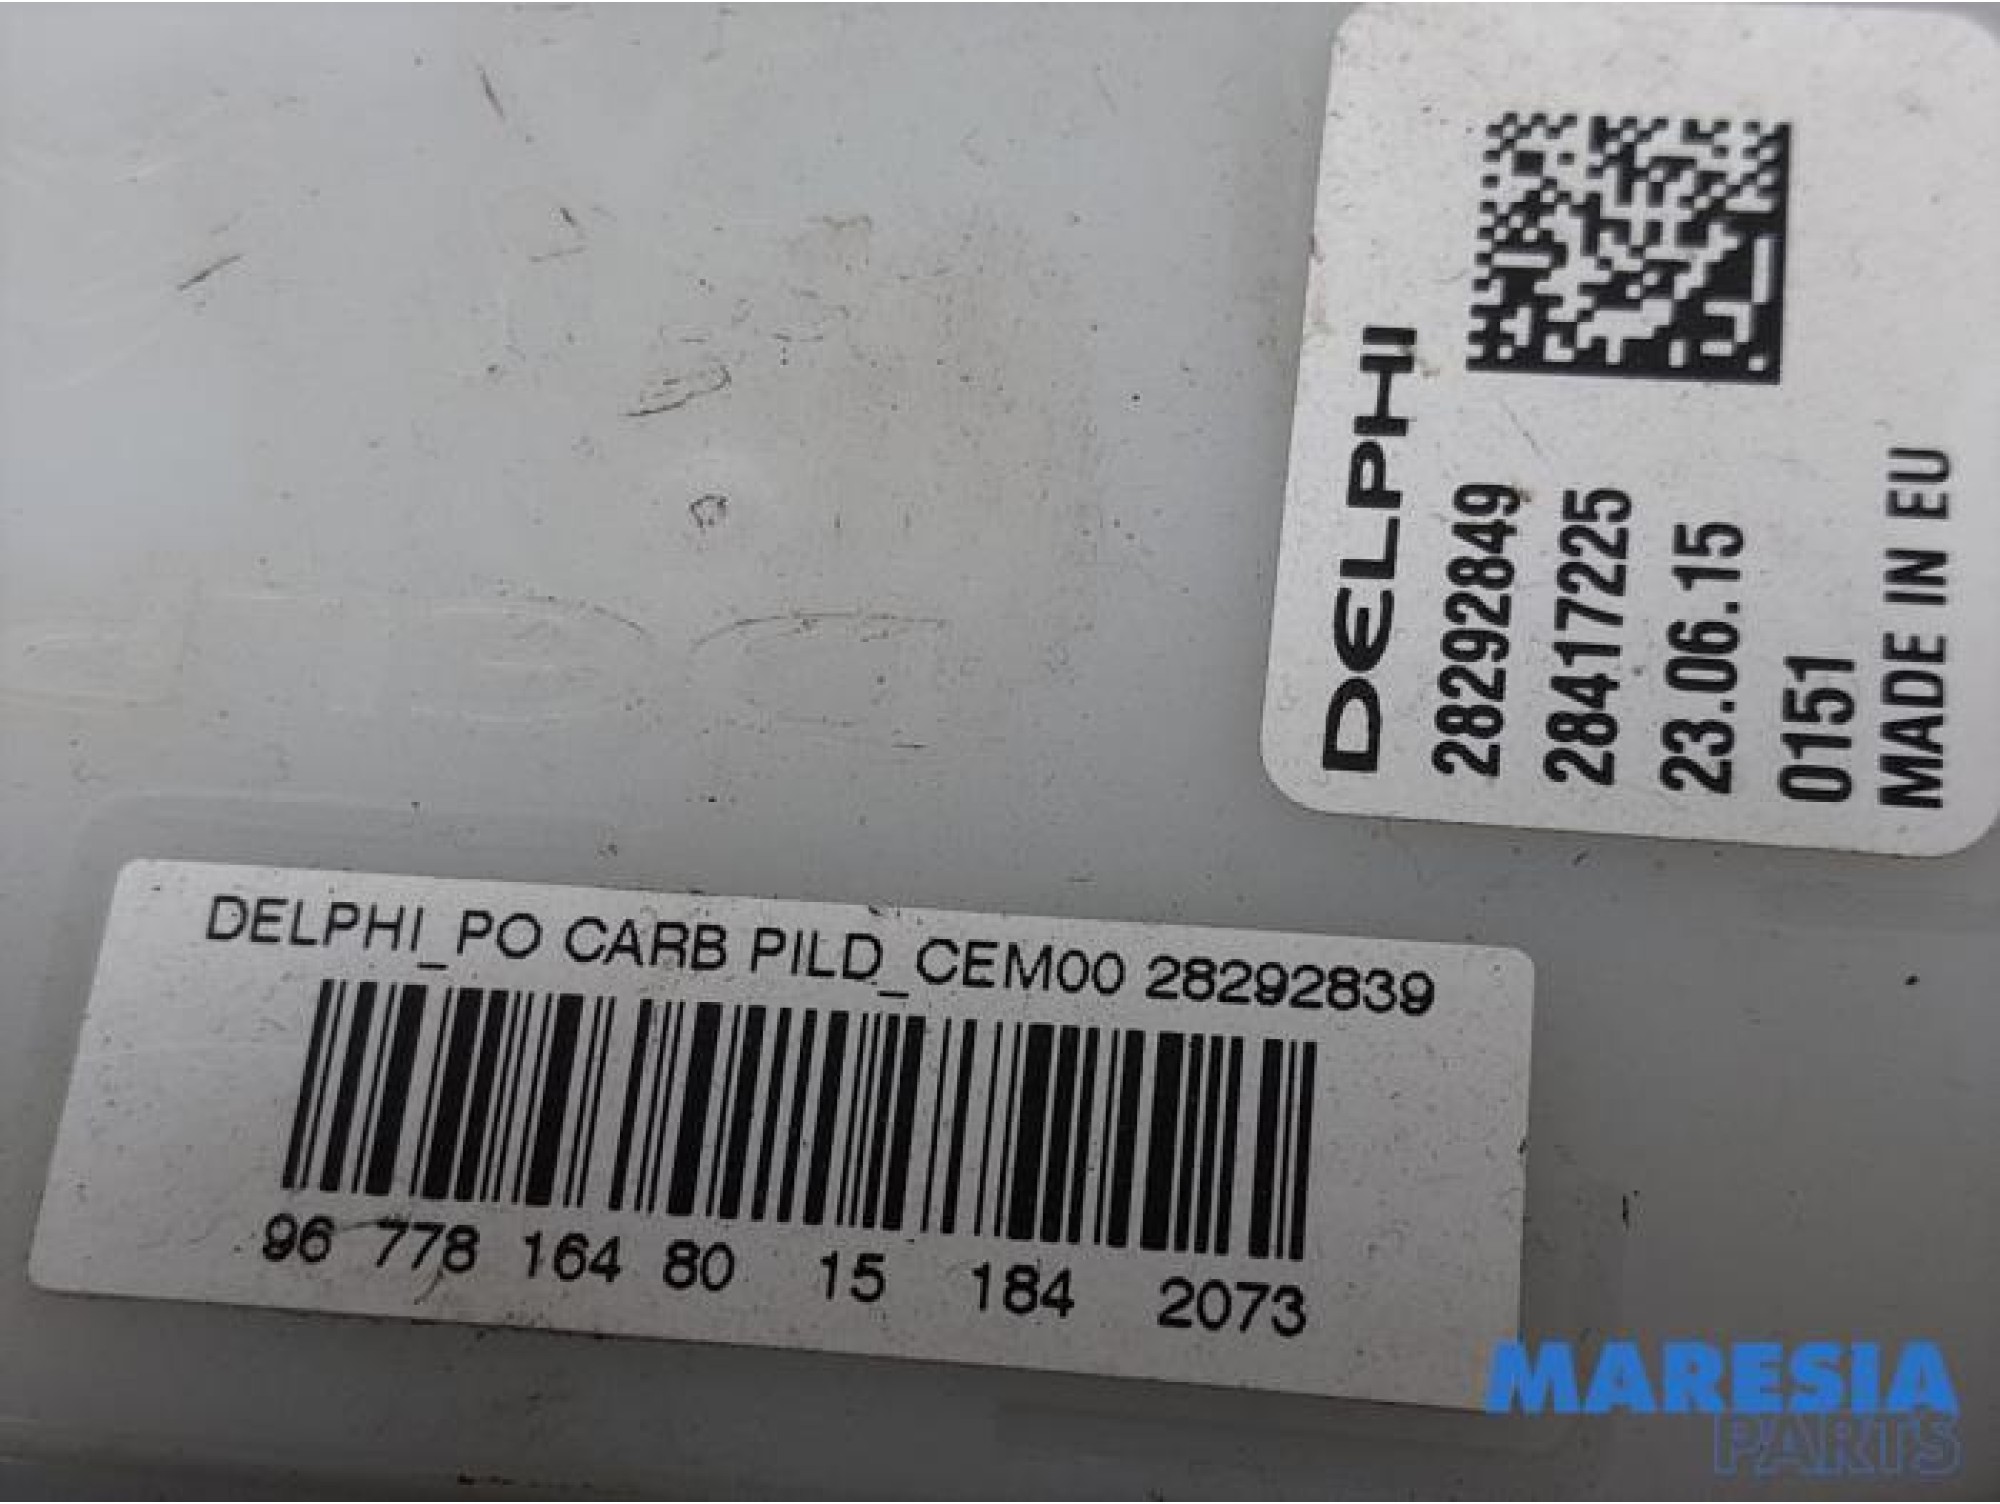 DELPHI
28292849
28417225
23.06.15
0151
MADE IN EU
DELPHI_PO CARB PILD_CEM00 28292839
96 778 164 80 15 184 2073
MARESIA
PARTS